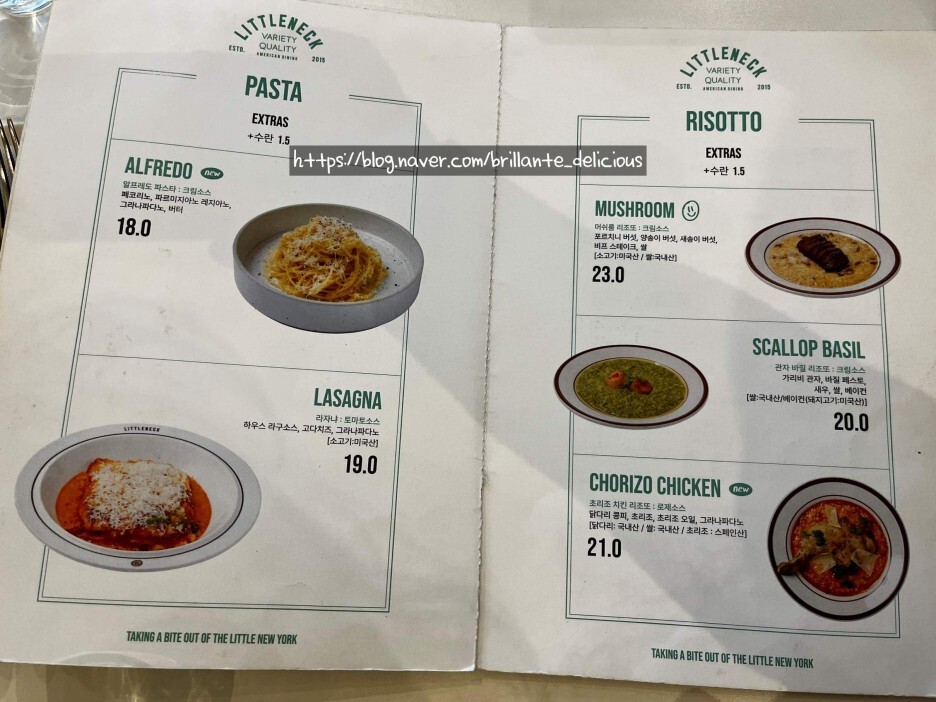 LITTLENECK
VARIETY
QUALITY
AMERICAN DINING
ESTD. 2015
PASTA
EXTRAS
+수란 1.5
ALFREDO new
알프레도 파스타 : 크림소스
페코리노, 파르미지아노 레지아노,
그라나파다노, 버터
18.0
LASAGNA
라자냐 : 토마토소스
하우스 라구소스, 고다치즈, 그라나파다노
[소고기:미국산]
19.0
LITTLENECK
TAKING A BITE OUT OF THE LITTLE NEW YORK
https://blog.naver.com/brillante_delicious
LITTLENECK
VARIETY
QUALITY
AMERICAN DINING
ESTD. 2015
RISOTTO
EXTRAS
+수란 1.5
MUSHROOM
머쉬룸 리조또 : 크림소스
포르치니 버섯, 양송이 버섯, 새송이 버섯,
비프 스테이크, 쌀
[소고기:미국산 / 쌀:국내산]
23.0
SCALLOP BASIL
관자 바질 리조또 : 크림소스
가리비 관자, 바질 페스토,
새우, 쌀, 베이컨
[쌀:국내산/베이컨(돼지고기:미국산)]
20.0
CHORIZO CHICKEN new
초리조 치킨 리조또 : 로제소스
닭다리 콩피, 초리조, 초리조 오일, 그라나파다노
[닭다리: 국내산 / 쌀: 국내산 / 초리조 : 스페인산]
21.0
TAKING A BITE OUT OF THE LITTLE NEW YORK